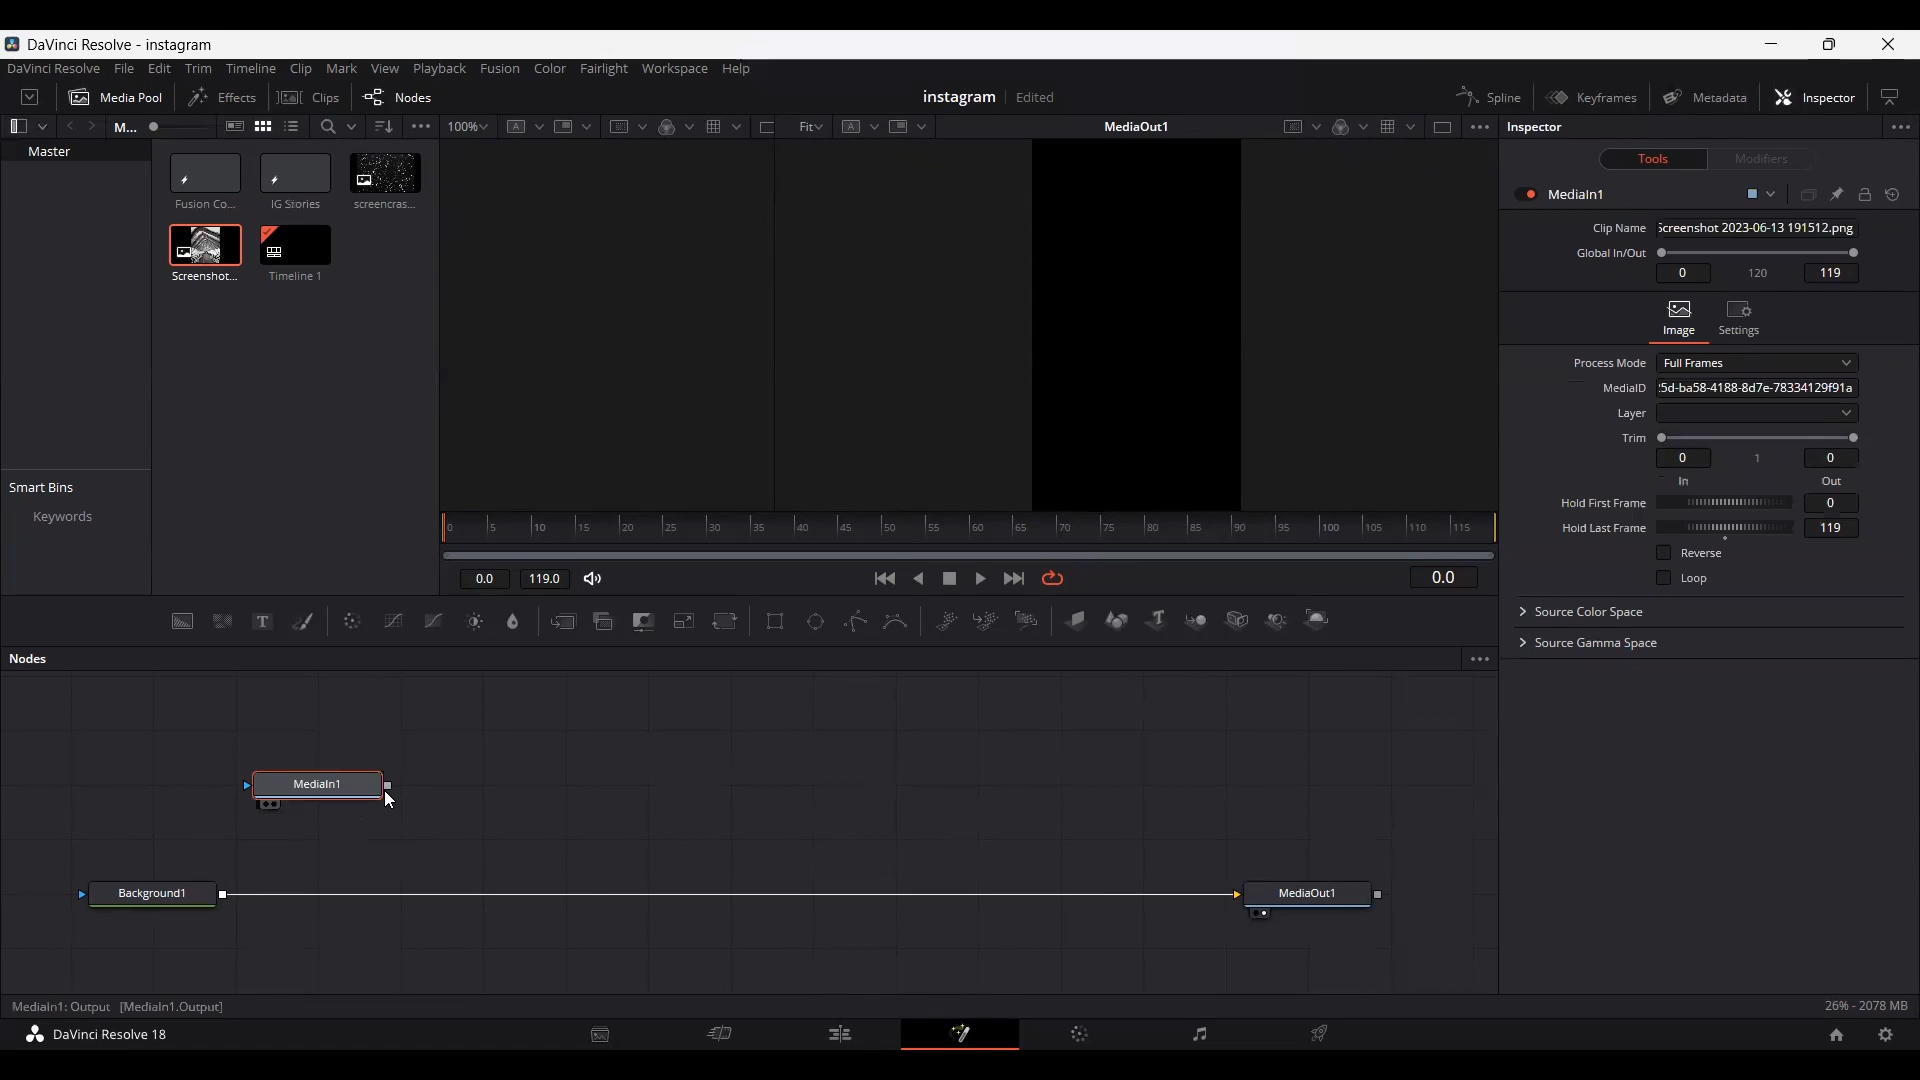 DaVinci Resolve - instagram
DaVinci Resolve File Edit Trim Timeline Clip Mark View Playback Fusion Color Fairlight Workspace Help
Media Pool Effects Clips Nodes instagram Edited Spline Keyframes Metadata Inspector
M... 100% Fit MediaOut1 Inspector
Master
Tools Modifiers
MediaIn1
Fusion Co... IG Stories screencras...
Clip Name Screenshot 2023-06-13 191512.png
Global In/Out
0 120 119
Screenshot... Timeline 1
Image Settings
Process Mode Full Frames
MediaID :5d-ba58-4188-8d7e-78334129f91a
Layer
Trim
0 1 0
In Out
Smart Bins
Keywords
Hold First Frame 0
Hold Last Frame 119
0 5 10 15 20 25 30 35 40 45 50 55 60 65 70 75 80 85 90 95 100 105 110 115
Reverse
Loop
0.0 119.0 0.0
Source Color Space
Source Gamma Space
T T
Nodes
MediaIn1
Background1 MediaOut1
MediaIn1: Output [MediaIn1.Output] 26% - 2078 MB
DaVinci Resolve 18